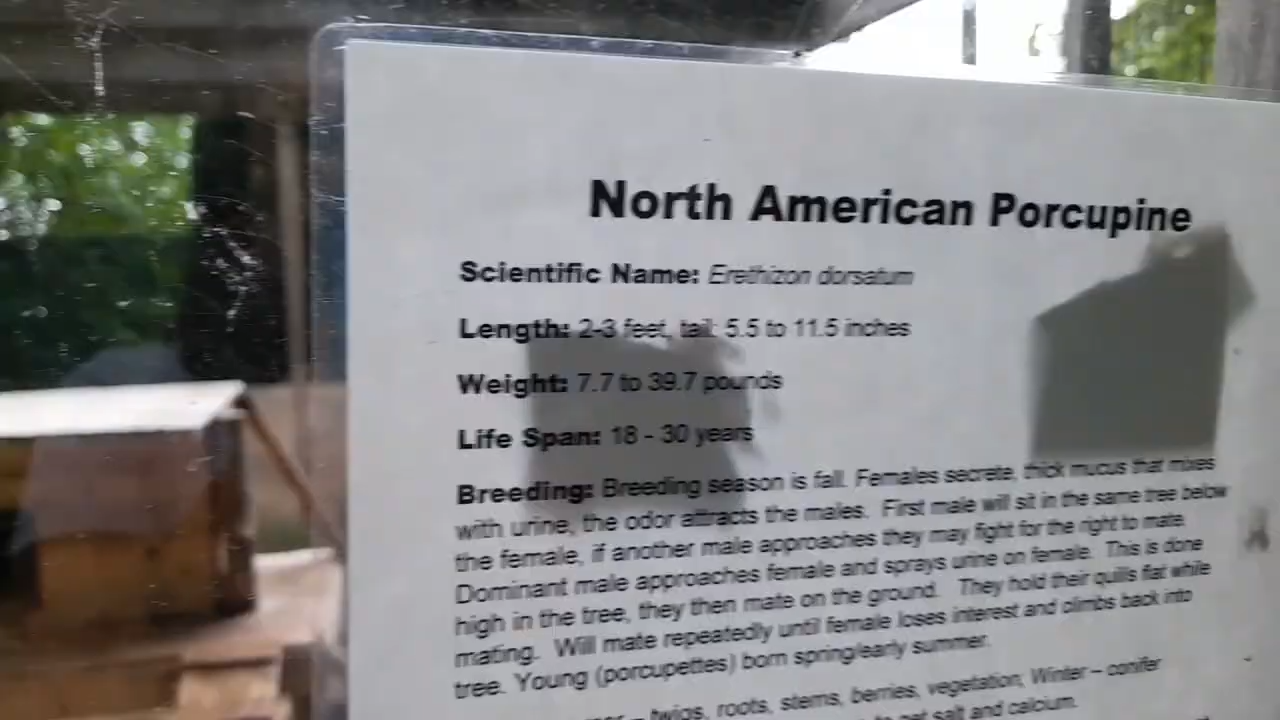 North American Porcupine
Scientific Name: Erethizon dorsatum
Length: 2-3 feet, tail: 5.5 to 11.5 inches
Weight: 7.7 to 39.7 pounds
Life Span: 18 - 30 years
Breeding: Breeding season is fall. Females secrete, thick mucus that mixes
with urine, the odor attracts the males. First male will sit in the same tree below
the female, if another male approaches they may fight for the right to mate.
Dominant male approaches female and sprays urine on female. This is done
high in the tree, they then mate on the ground. They hold their quills flat while
mating. Will mate repeatedly until female loses interest and climbs back into
tree. Young (porcupettes) born spring/early summer.
– twigs, roots, stems, berries, vegetation; Winter – conifer
to get salt and calcium.